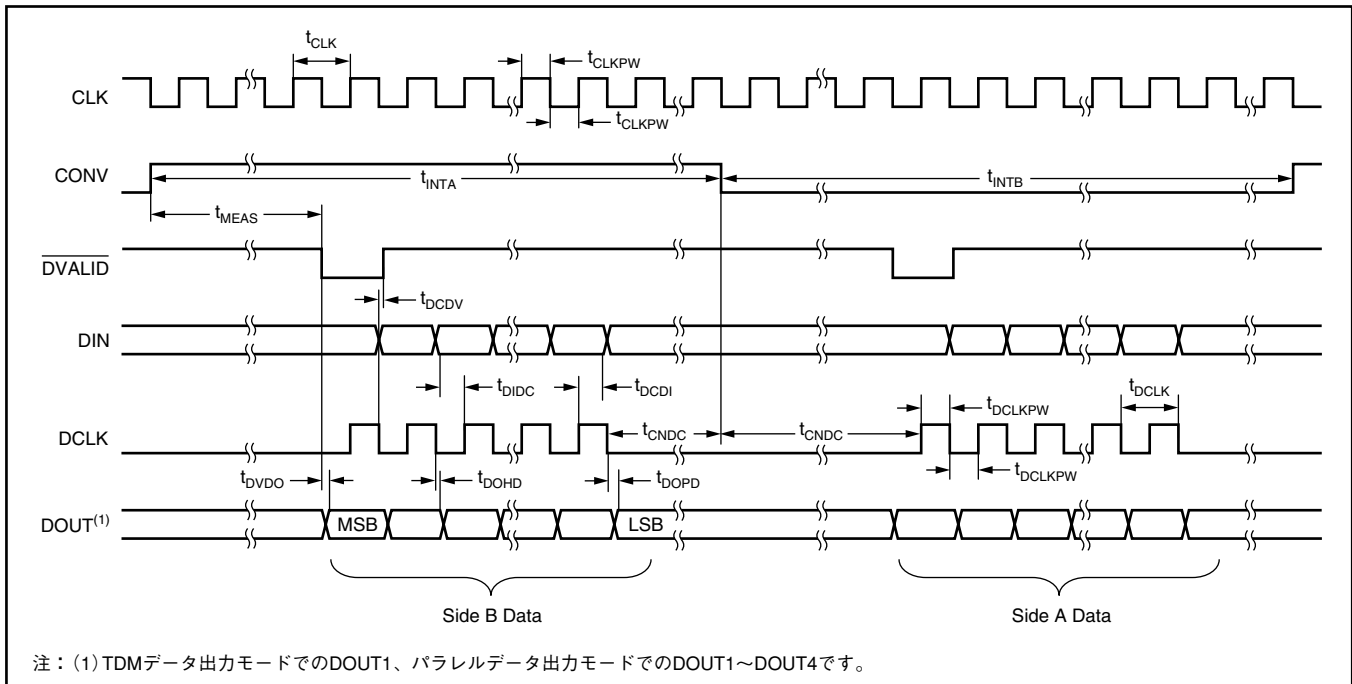 tCLK
tCLKPW
CLK
tCLKPW
CONV
tINTA
tINTB
tMEAS
DVALID
tDCDV
DIN
tDIDC
tDCDI
tDCLK
tDCLKPW
DCLK
tCNDC
tCNDC
tDVDO
tDOHD
tDOPD
tDCLKPW
DOUT(1)
MSB
LSB
Side B Data
Side A Data
注：(1) TDMデータ出力モードでのDOUT1、パラレルデータ出力モードでのDOUT1～DOUT4です。